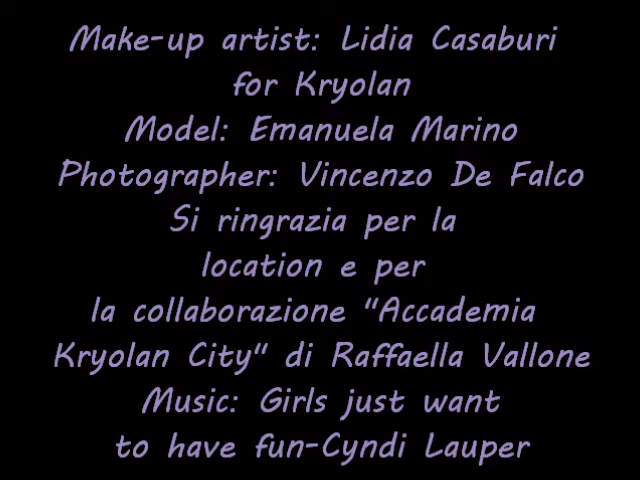 Make-up artist: Lidia Casaburi
for Kryolan
Model: Emanuela Marino
Photographer: Vincenzo De Falco
Si ringrazia per la
location e per
la collaborazione "Accademia
Kryolan City" di Raffaella Vallone
Music: Girls just want
to have fun-Cyndi Lauper